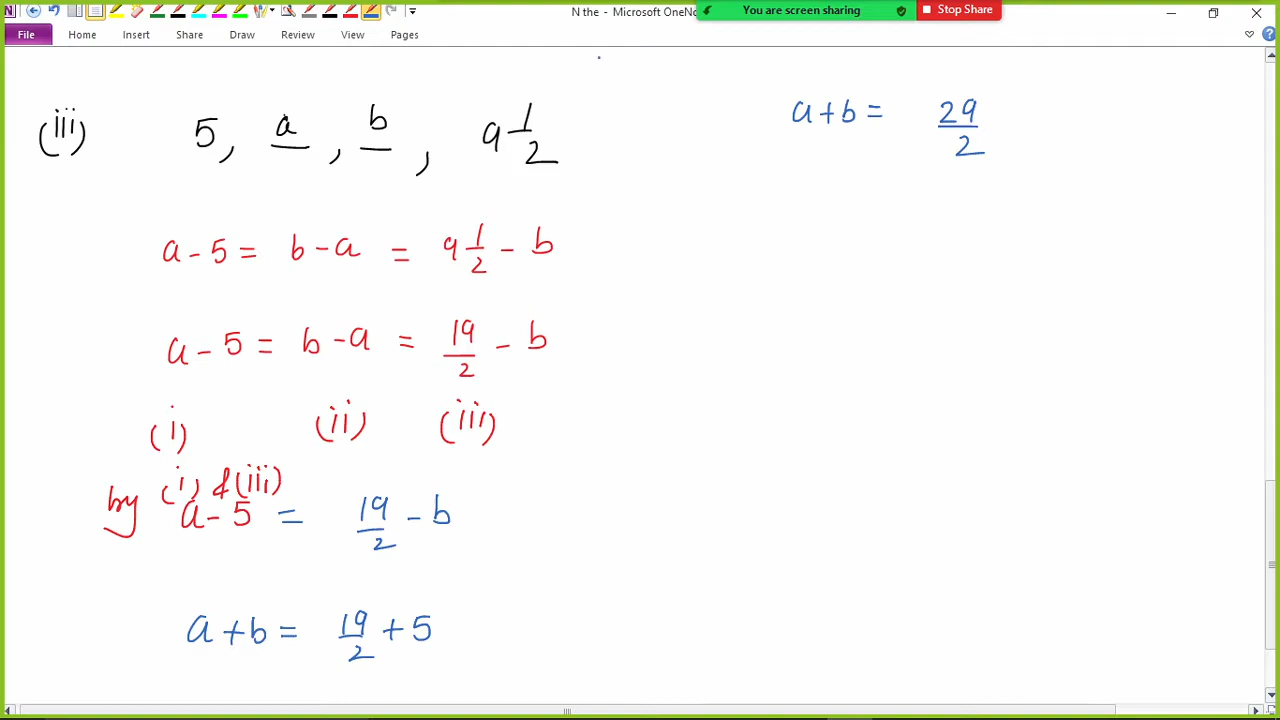 N the - Microsoft OneNo
You are screen sharing
Stop Share
File Home Insert Share Draw Review View Pages
(iii) 5, a, b, 9 1/2
a - 5 = b - a = 9 1/2 - b
a - 5 = b - a = 19/2 - b
(i) (ii) (iii)
by (i) & (iii)
a - 5 = 19/2 - b
a + b = 19/2 + 5
a + b = 29/2